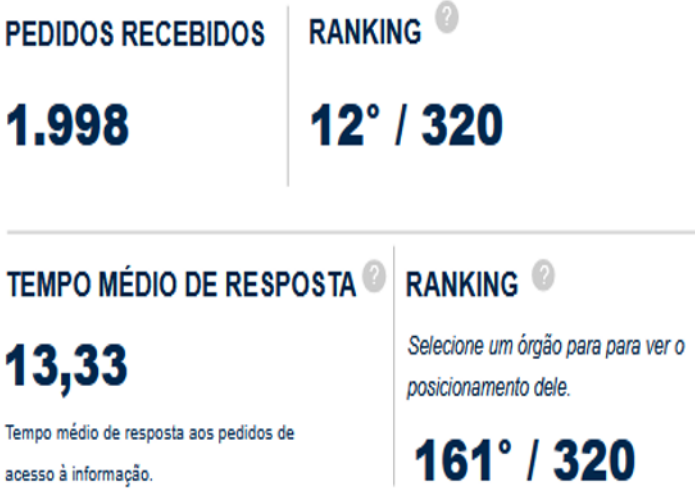 PEDIDOS RECEBIDOS
1.998
RANKING ?
12° / 320
TEMPO MÉDIO DE RESPOSTA ?
13,33
Tempo médio de resposta aos pedidos de
acesso à informação.
RANKING ?
Selecione um órgão para para ver o
posicionamento dele.
161° / 320